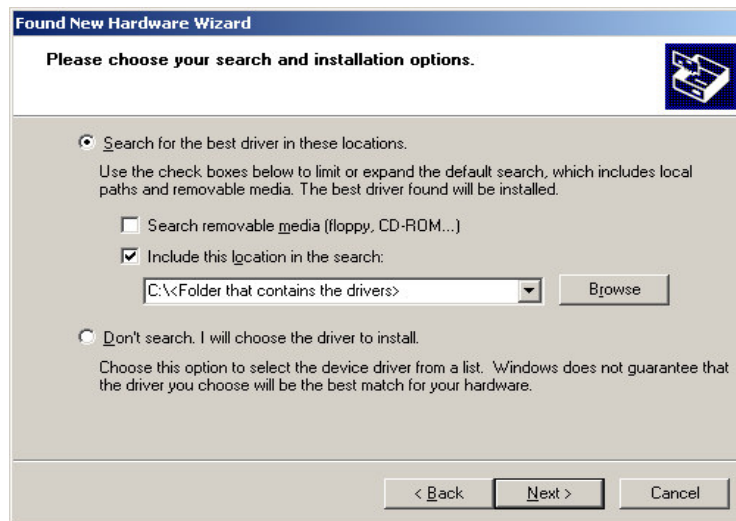 Found New Hardware Wizard
Please choose your search and installation options.
Search for the best driver in these locations.
Use the check boxes below to limit or expand the default search, which includes local
paths and removable media. The best driver found will be installed.
Search removable media (floppy, CD-ROM...)
Include this location in the search:
C:\<Folder that contains the drivers>
Browse
Don't search. I will choose the driver to install.
Choose this option to select the device driver from a list. Windows does not guarantee that
the driver you choose will be the best match for your hardware.
< Back
Next >
Cancel